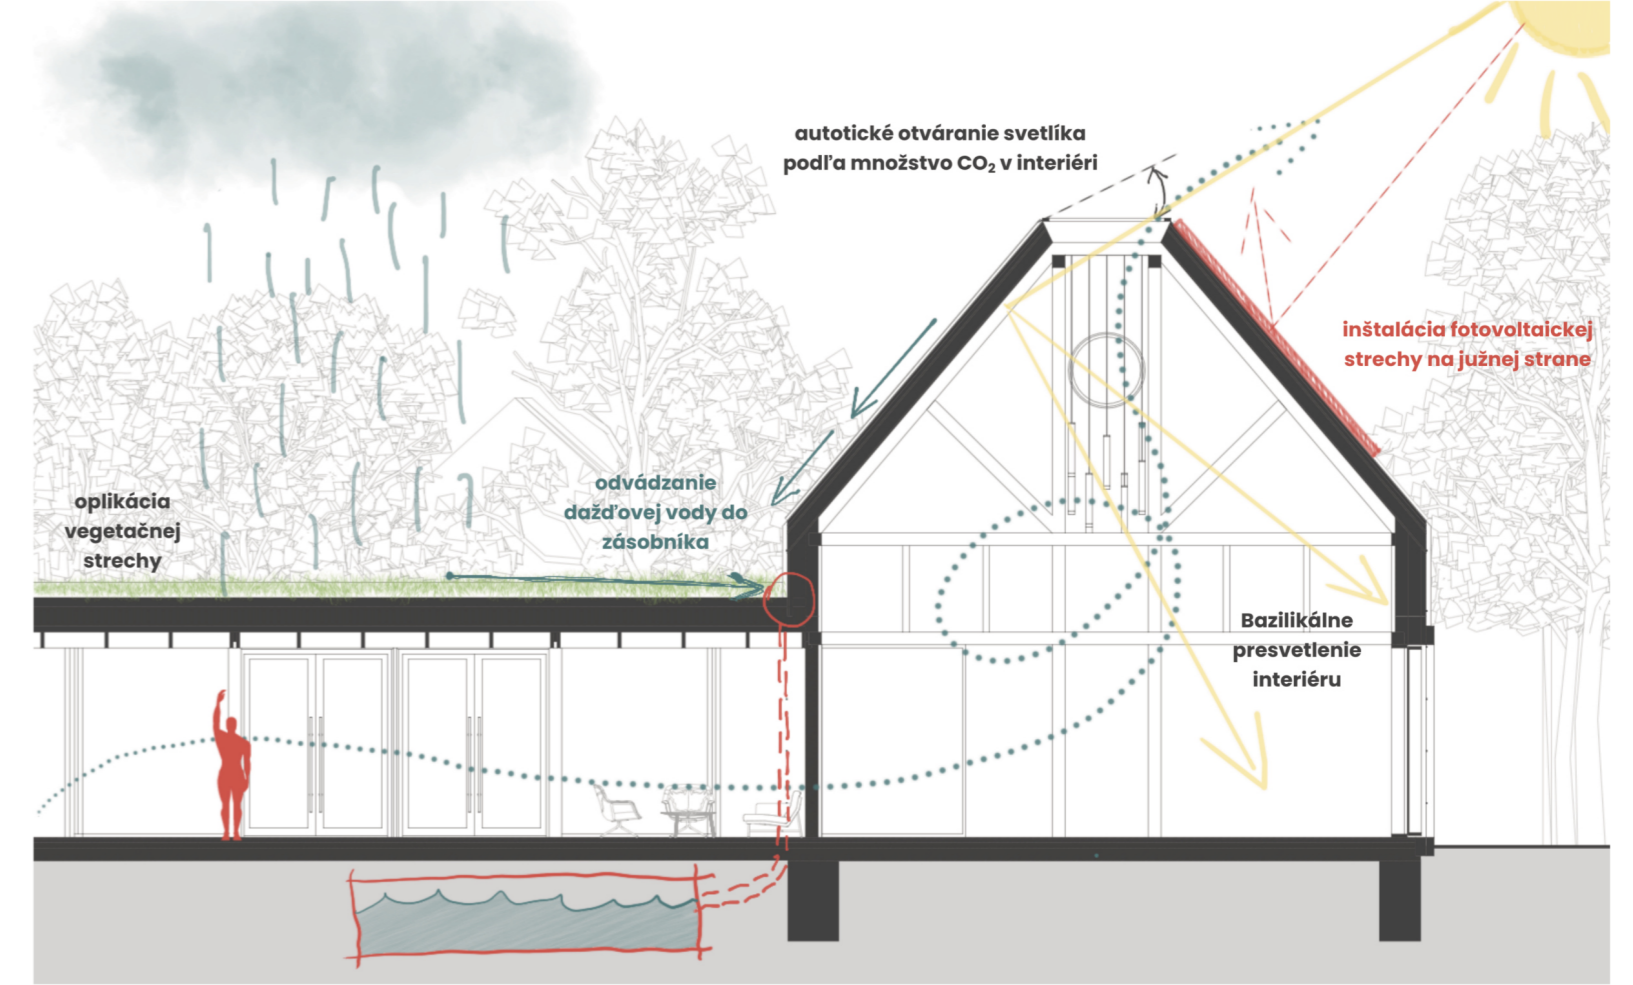 autotické otváranie svetlíka
podľa množstvo CO₂ v interiéri
inštalácia fotovoltaickej
strechy na južnej strane
odvádzanie
dažďovej vody do
zásobníka
oplikácia
vegetačnej
strechy
Bazilikálne
presvetlenie
interiéru